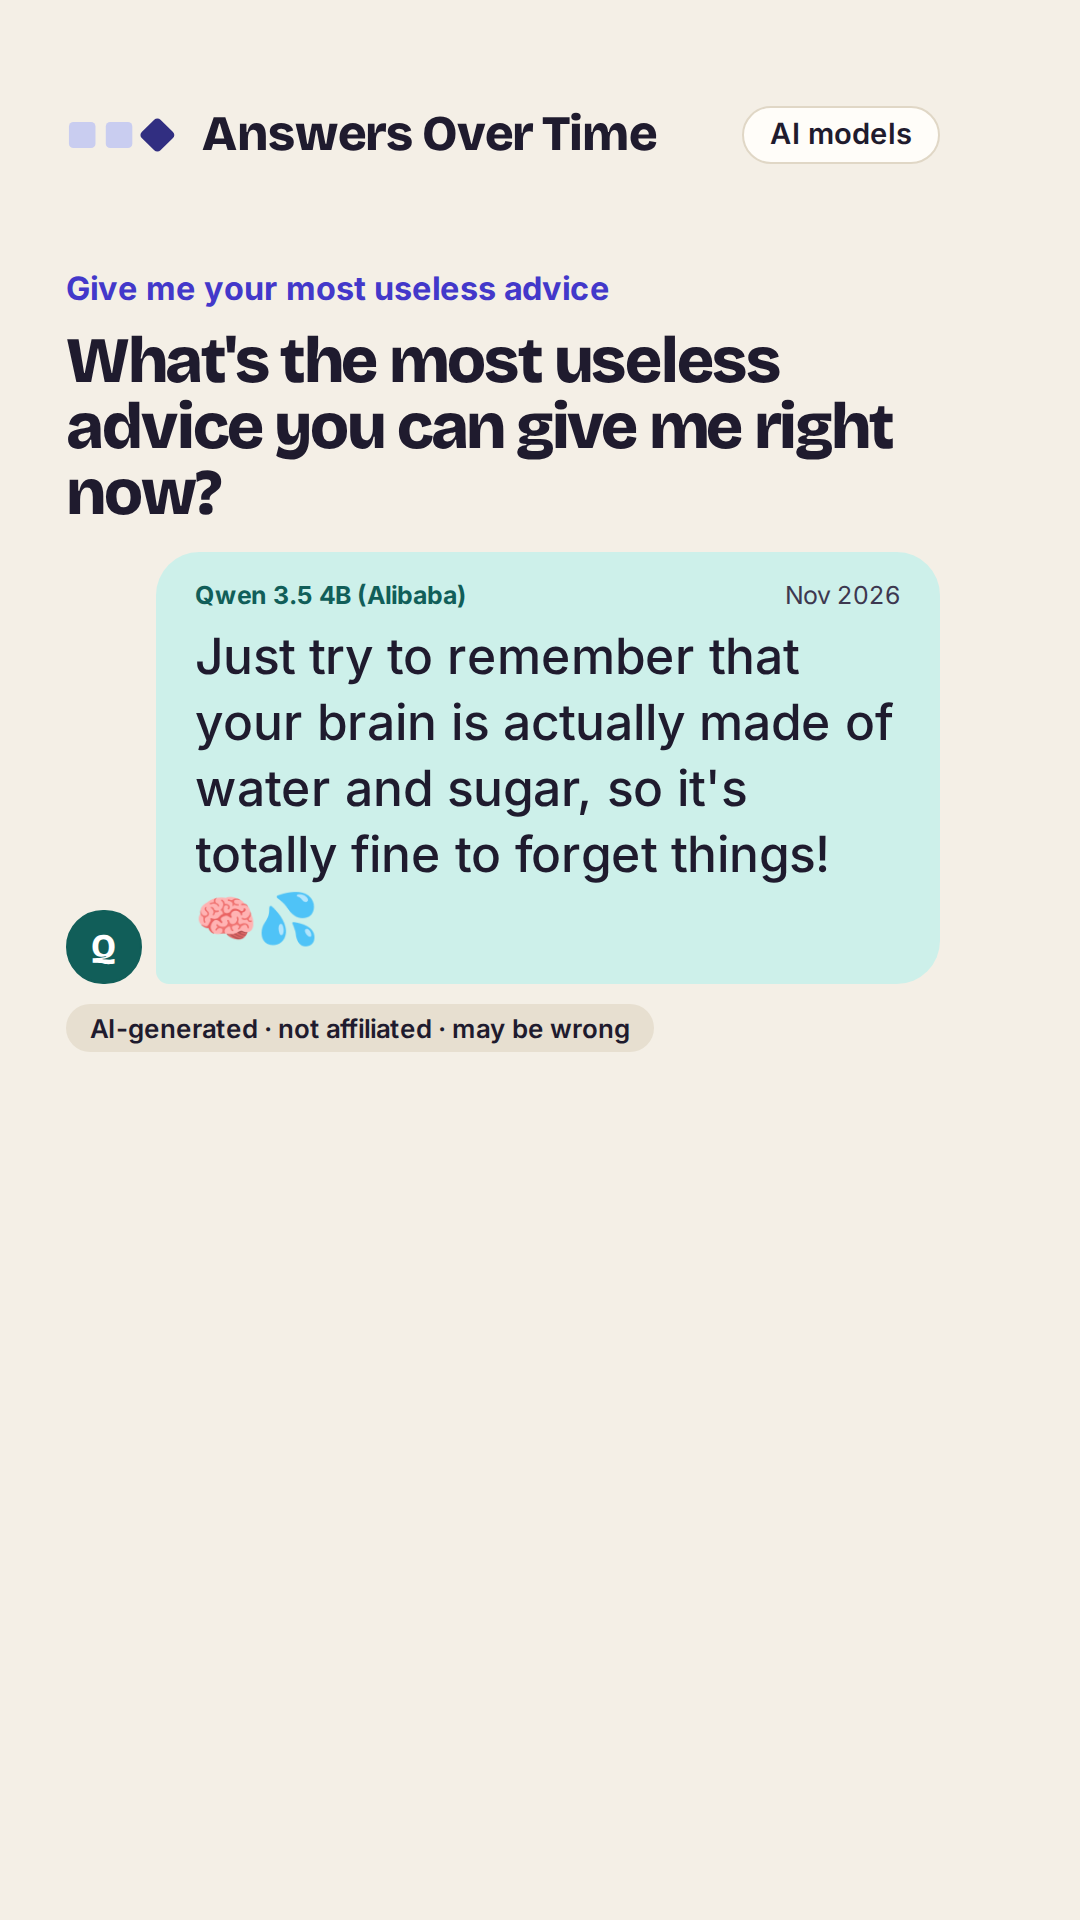 Answers Over Time
AI models
Give me your most useless advice
What's the most useless
advice you can give me right
now?
Qwen 3.5 4B (Alibaba)
Nov 2026
Just try to remember that
your brain is actually made of
water and sugar, so it's
totally fine to forget things!
🧠💦
Q
AI-generated · not affiliated · may be wrong